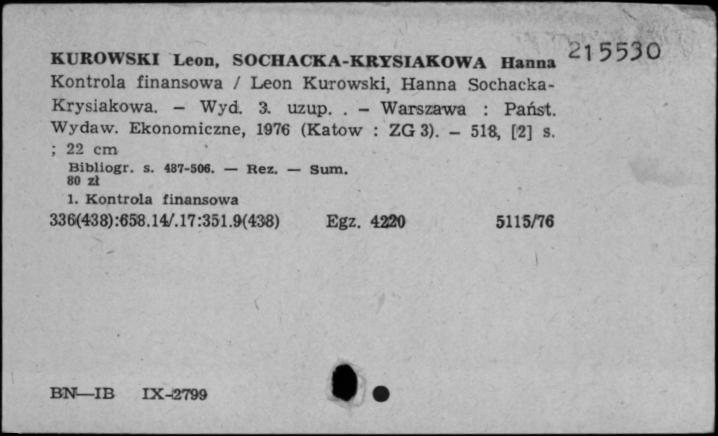 KUROWSKI Leon, SOCHACKA-KRYSIAKOWA Hanna 215530
Kontrola finansowa / Leon Kurowski, Hanna Sochacka-
Krysiakowa. — Wyd. 3. uzup. . — Warszawa : Państ.
Wydaw. Ekonomiczne, 1976 (Katow : ZG 3). — 518, [2] s.
; 22 cm
Bibliogr. s. 487-506. — Rez. — Sum.
80 zł
1. Kontrola finansowa
336(438):658.14/.17:351.9(438) Egz. 4220 5115/76
BN—IB IX-2799